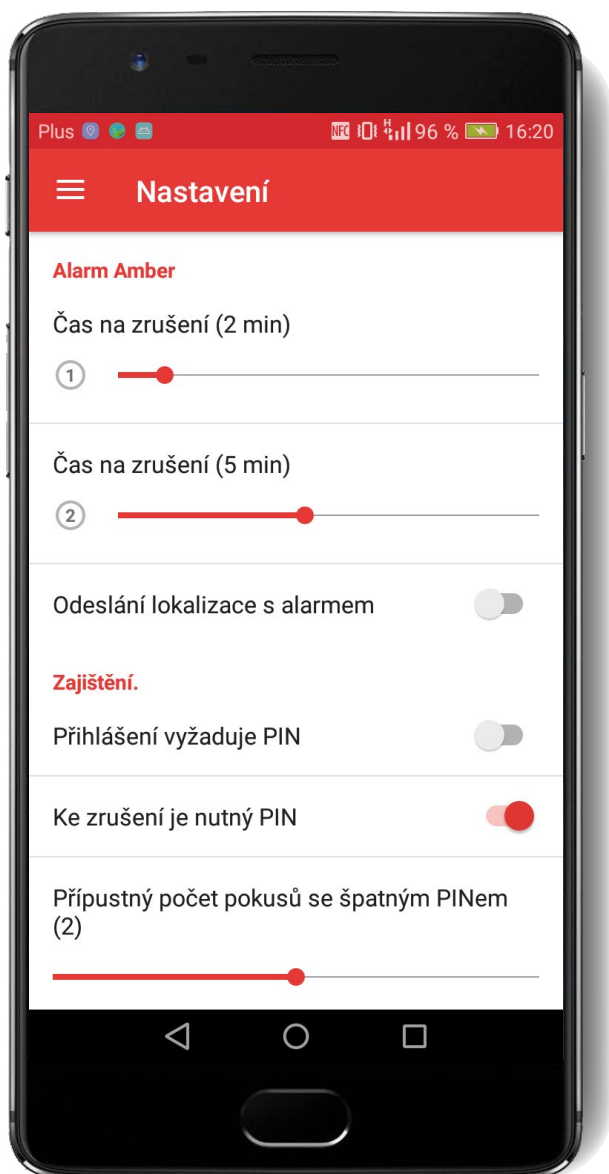 Plus NFC H 96 % 16:20
Nastavení
Alarm Amber
Čas na zrušení (2 min)
1
Čas na zrušení (5 min)
2
Odeslání lokalizace s alarmem
Zajištění.
Přihlášení vyžaduje PIN
Ke zrušení je nutný PIN
Přípustný počet pokusů se špatným PINem
(2)